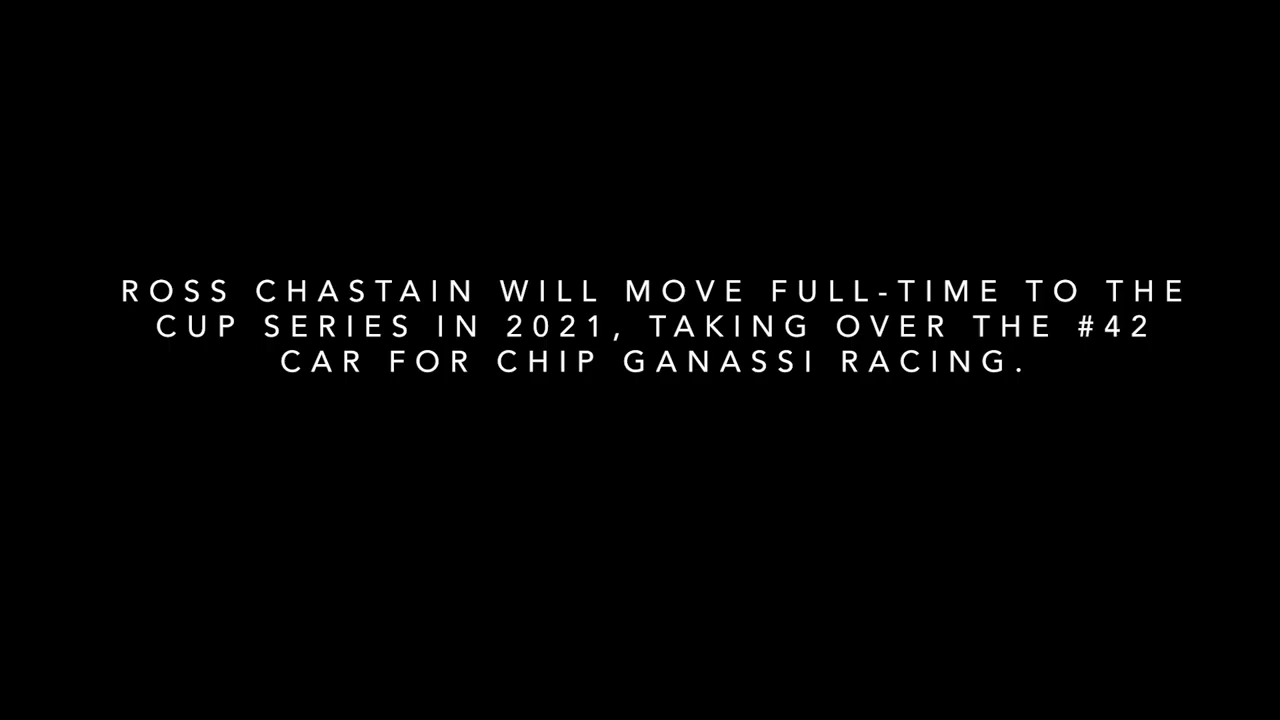 ROSS CHASTAIN WILL MOVE FULL-TIME TO THE
CUP SERIES IN 2021, TAKING OVER THE #42
CAR FOR CHIP GANASSI RACING.